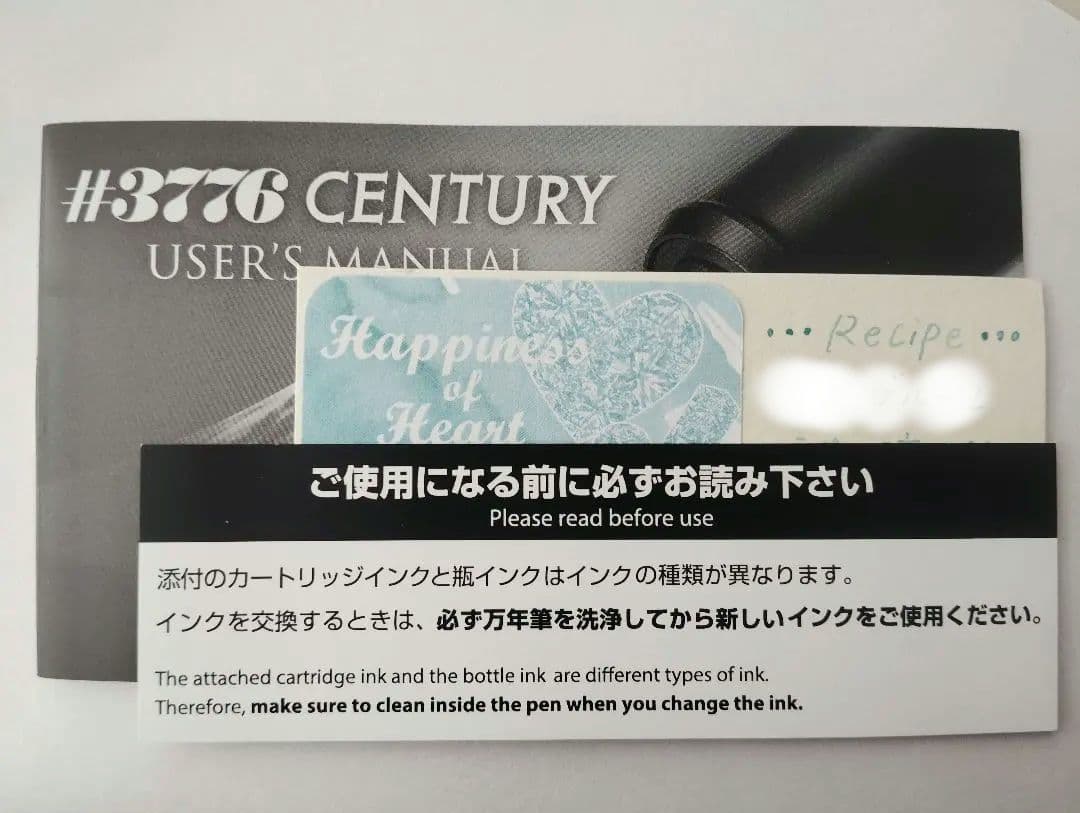 #3776 CENTURY
USER'S MANUAL
Happiness
of
Heart
••• Recipe •••
ご使用になる前に必ずお読み下さい
Please read before use
添付のカートリッジインクと瓶インクはインクの種類が異なります。
インクを交換するときは、必ず万年筆を洗浄してから新しいインクをご使用ください。
The attached cartridge ink and the bottle ink are different types of ink.
Therefore, make sure to clean inside the pen when you change the ink.